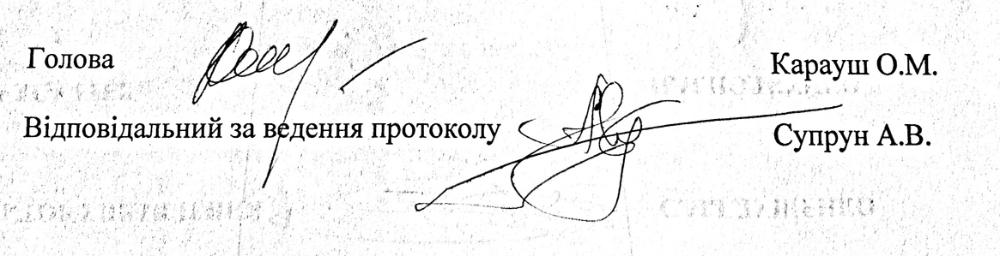 Голова Карауш О.М.
Відповідальний за ведення протоколу Супрун А.В.